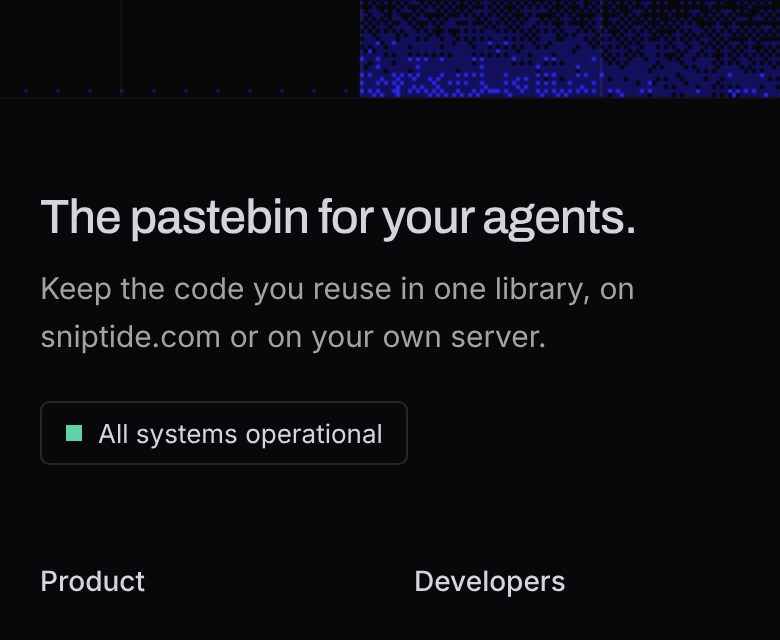 The pastebin for your agents.
Keep the code you reuse in one library, on
sniptide.com or on your own server.
All systems operational
Product
Developers